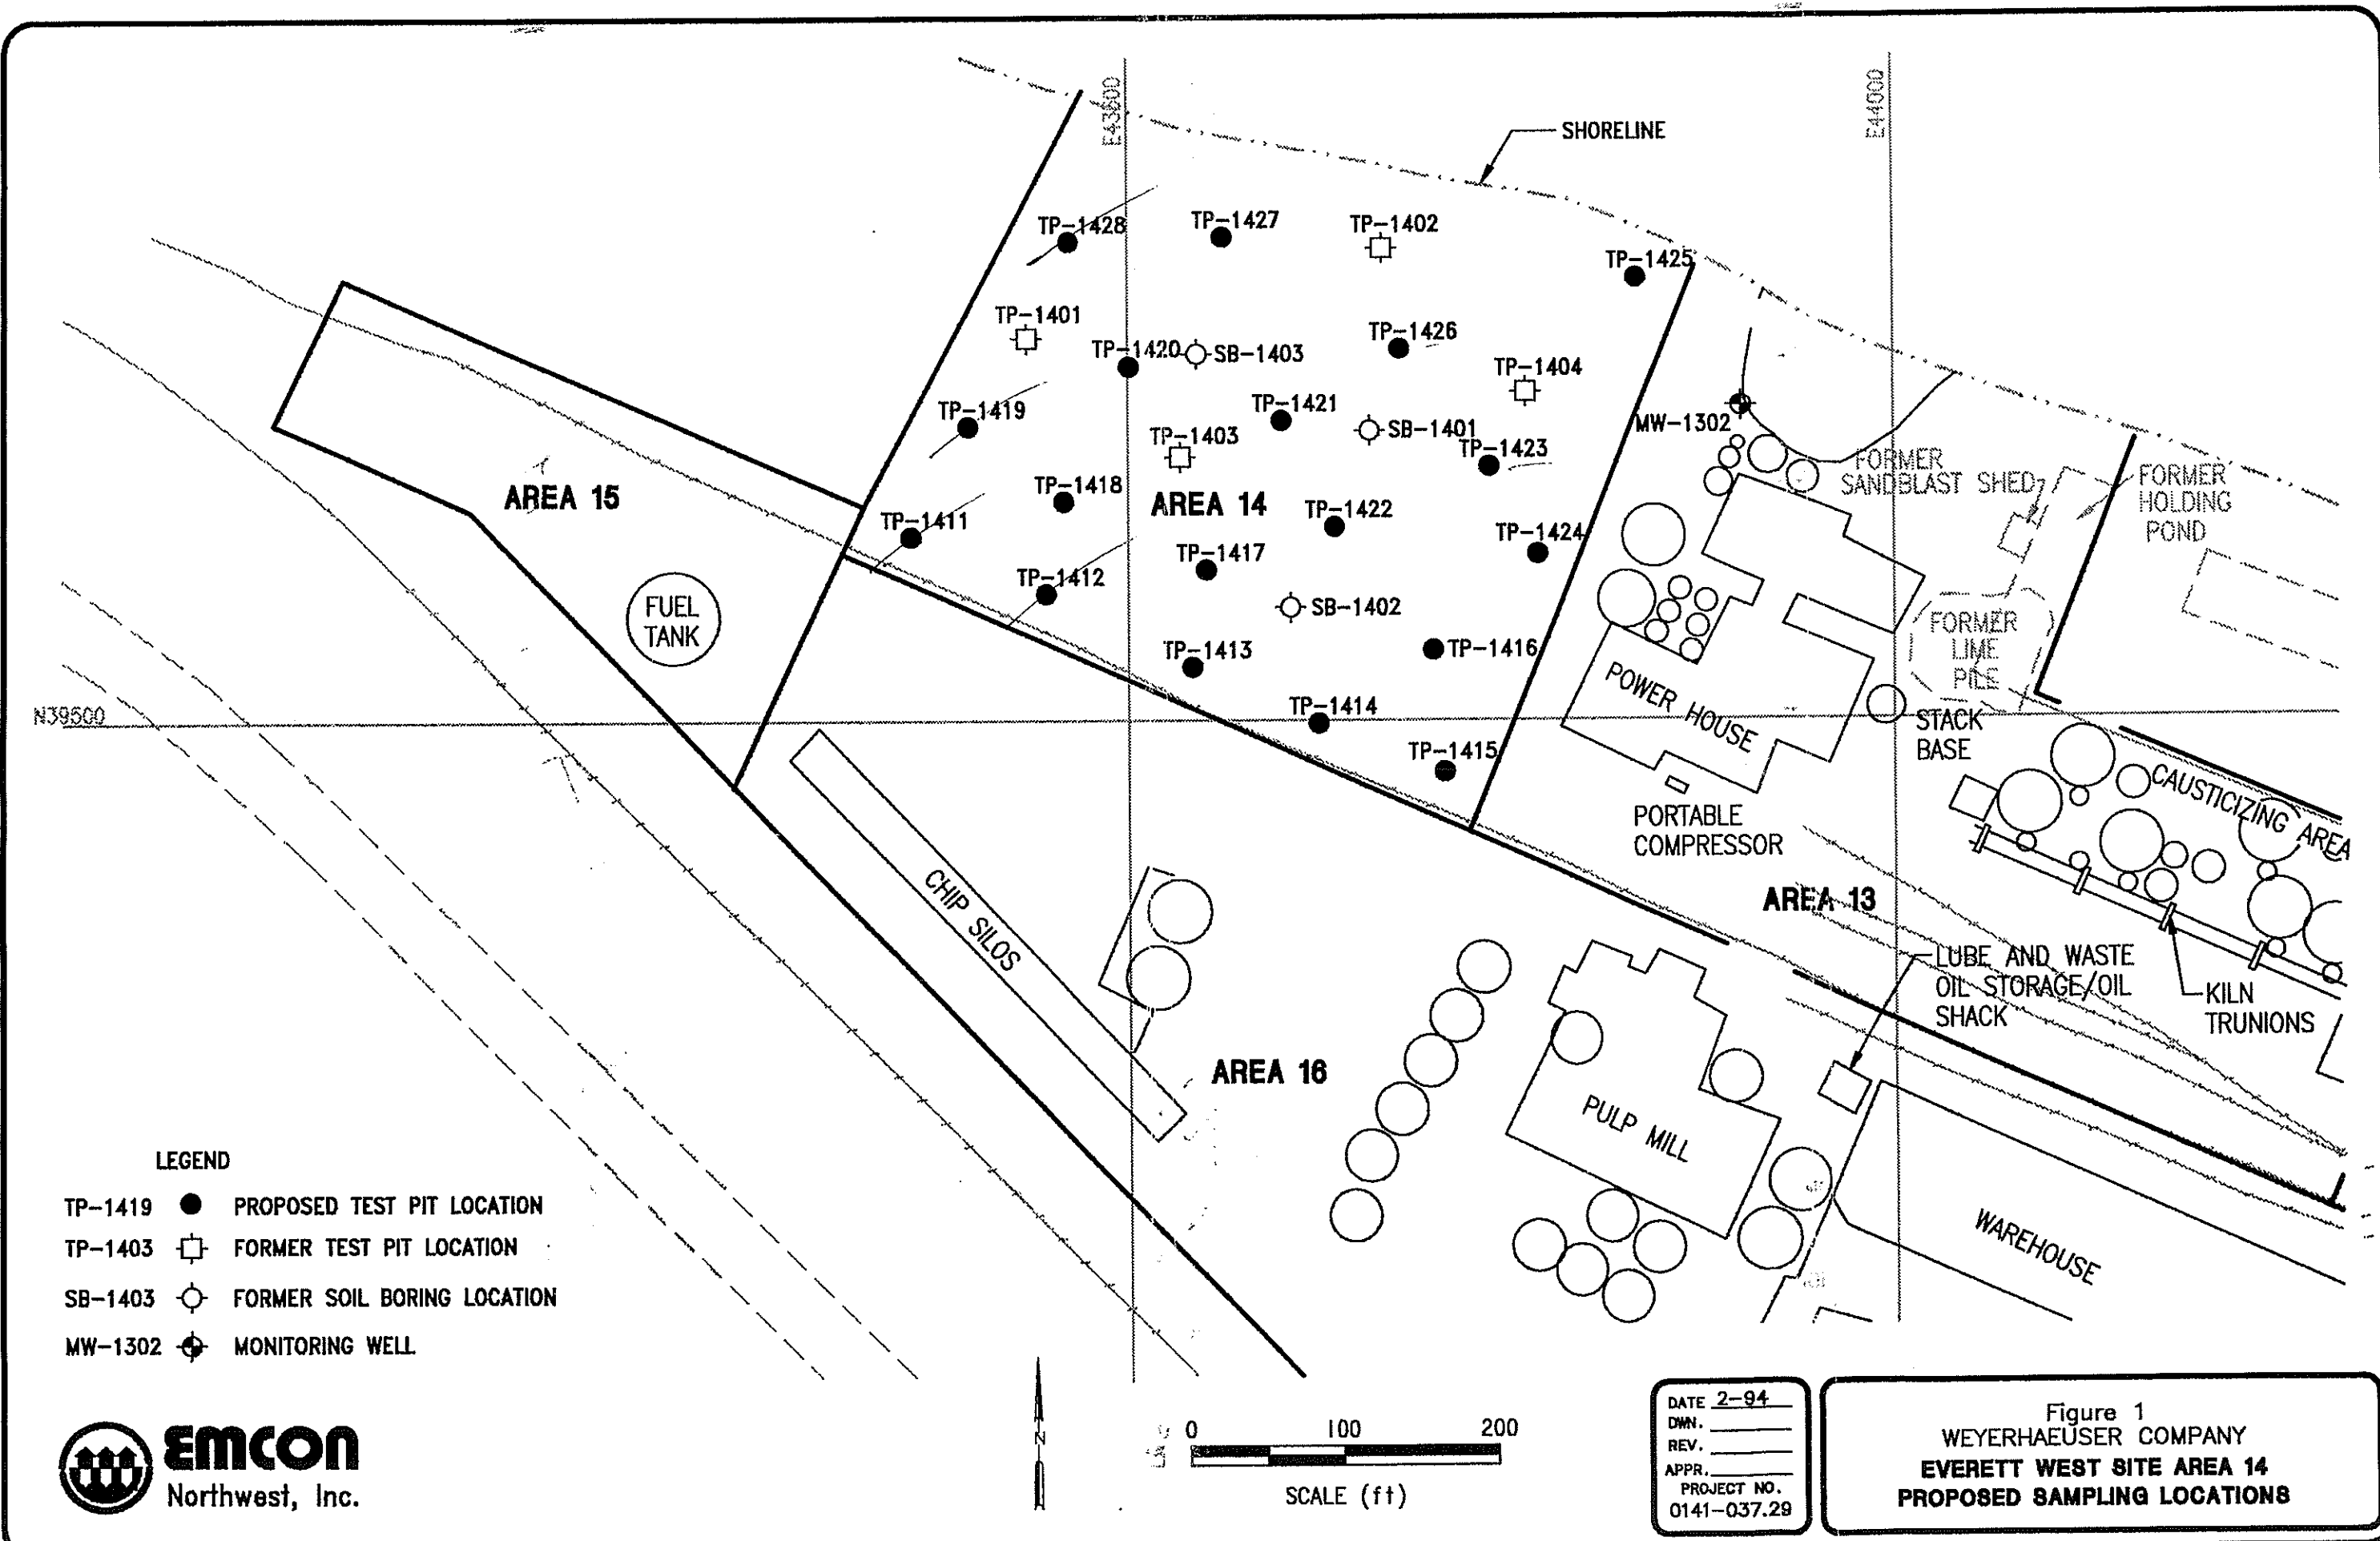 E43600
E44000
SHORELINE
TP-1428
TP-1427
TP-1402
TP-1425
TP-1401
TP-1420
SB-1403
TP-1426
TP-1404
TP-1419
TP-1421
SB-1401
TP-1403
TP-1423
MW-1302
FORMER
SANDBLAST SHED
FORMER
HOLDING
POND
AREA 15
TP-1418
AREA 14
TP-1411
TP-1422
TP-1424
TP-1417
TP-1412
SB-1402
FUEL
TANK
FORMER
LIME
PILE
TP-1413
TP-1416
POWER HOUSE
N39500
TP-1414
STACK
BASE
TP-1415
CAUSTICIZING AREA
PORTABLE
COMPRESSOR
CHIP SILOS
AREA 13
LUBE AND WASTE
OIL STORAGE/OIL
SHACK
KILN
TRUNIONS
AREA 16
PULP MILL
WAREHOUSE
LEGEND
TP-1419 PROPOSED TEST PIT LOCATION
TP-1403 FORMER TEST PIT LOCATION
SB-1403 FORMER SOIL BORING LOCATION
MW-1302 MONITORING WELL
EMCON
Northwest, Inc.
N
0 100 200
SCALE (ft)
DATE 2-94
DWN.
REV.
APPR.
PROJECT NO.
0141-037.29
Figure 1
WEYERHAEUSER COMPANY
EVERETT WEST SITE AREA 14
PROPOSED SAMPLING LOCATIONS